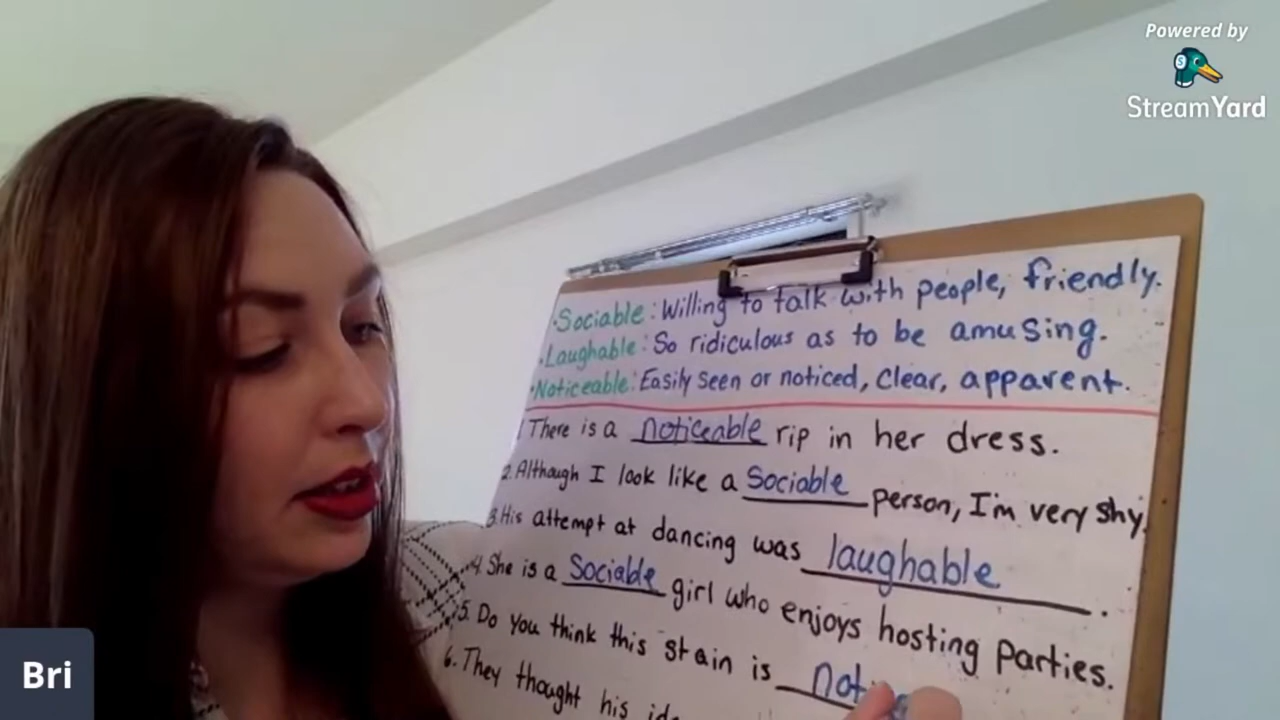 Powered by
StreamYard
•Sociable: Willing to talk with people, friendly.
•Laughable: So ridiculous as to be amusing.
•Noticeable: Easily seen or noticed, clear, apparent.
1 There is a noticeable rip in her dress.
2. Although I look like a Sociable person, I'm very shy.
3. His attempt at dancing was laughable.
4. She is a Sociable girl who enjoys hosting parties.
5. Do you think this stain is
6. They thought his
Bri